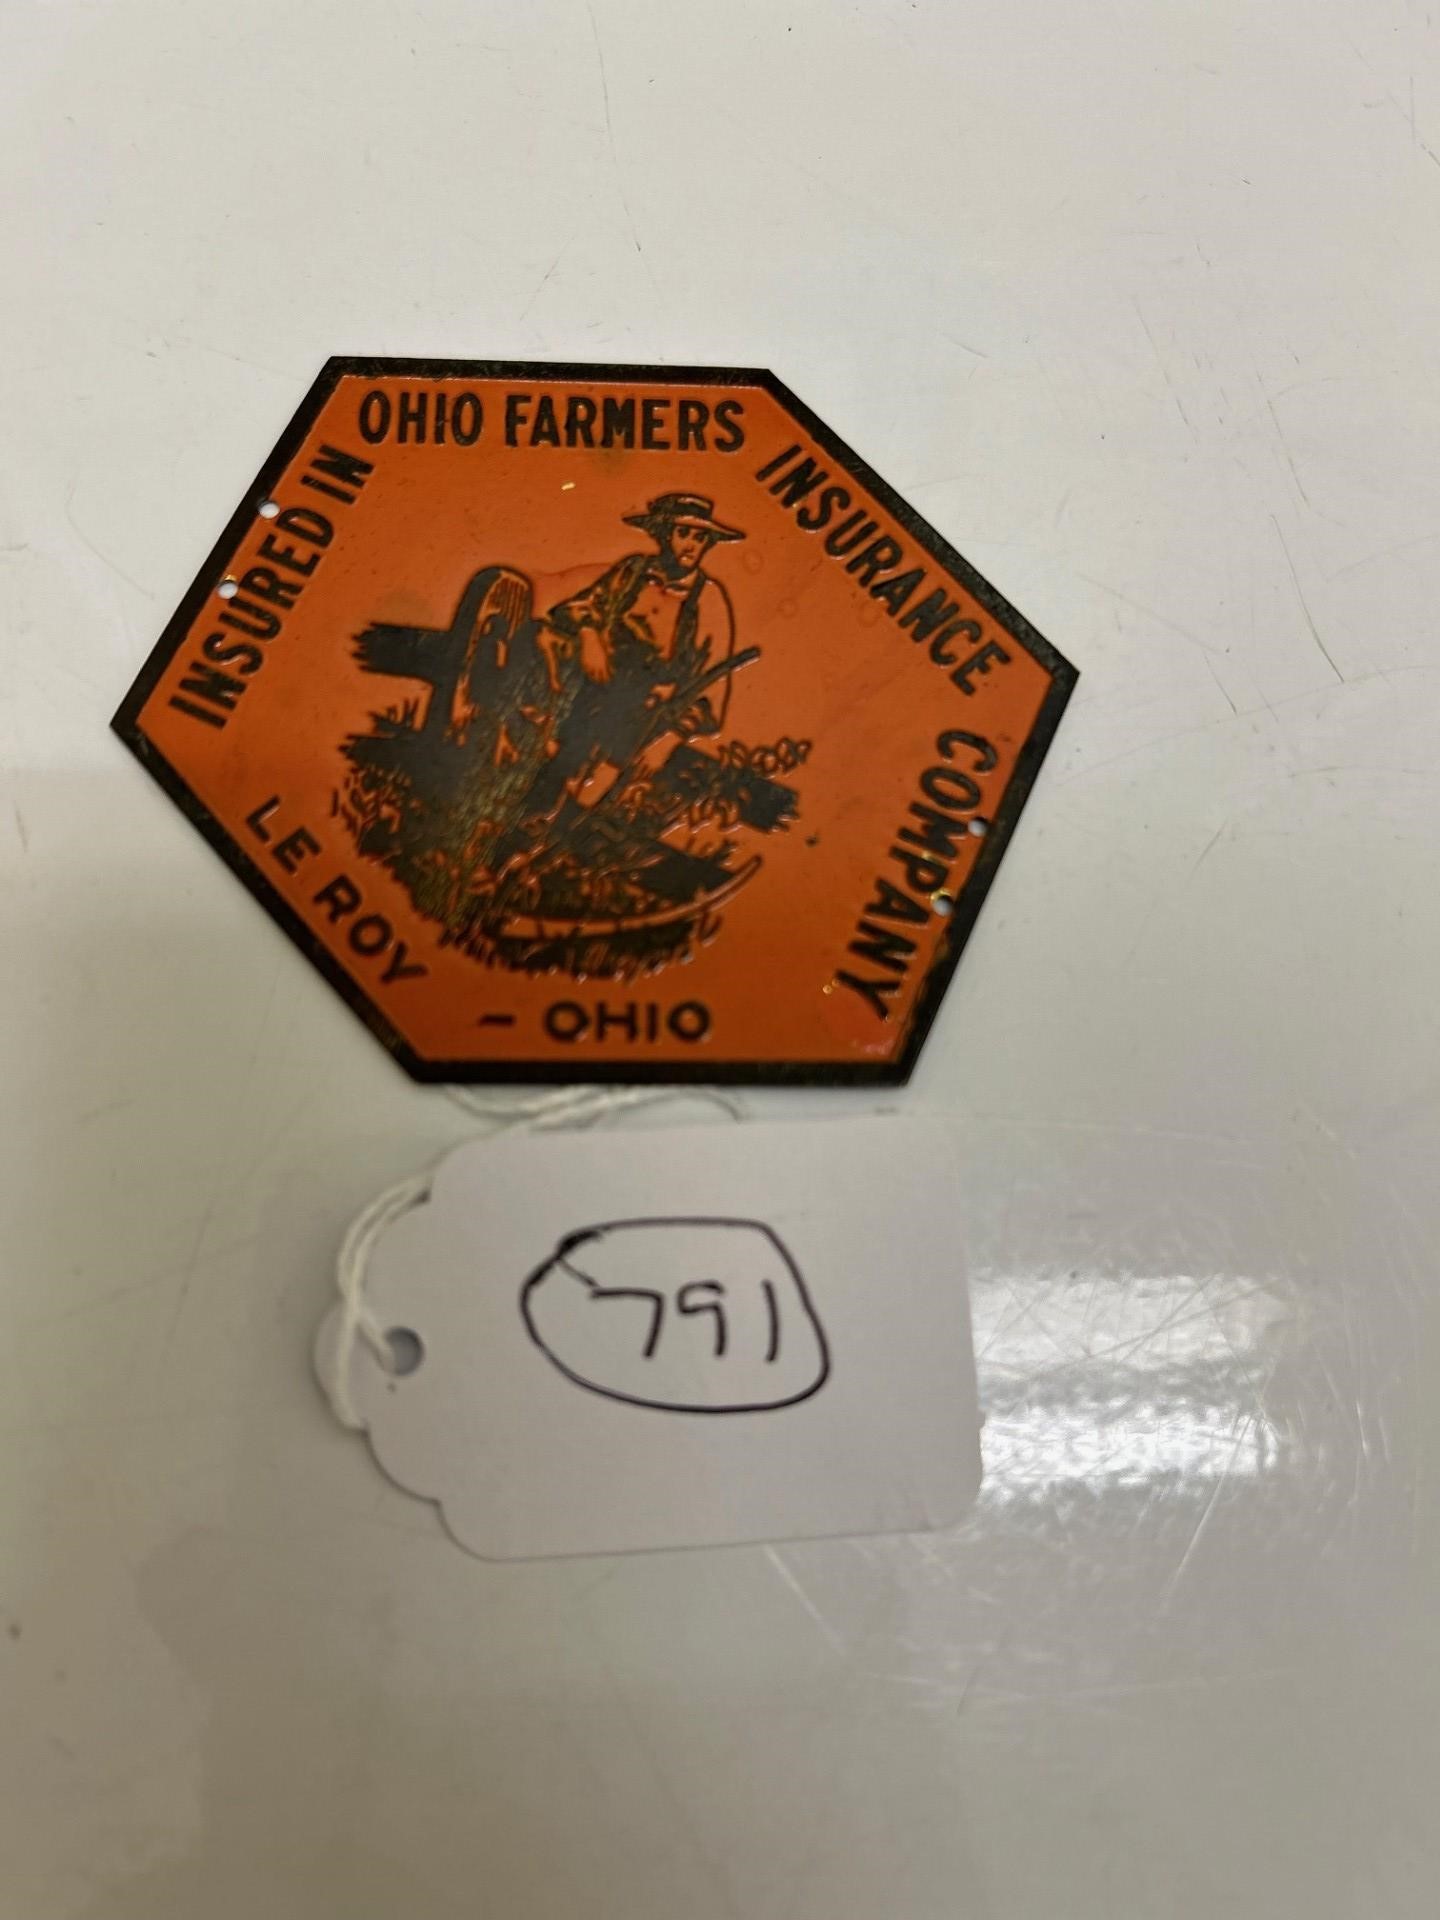 INSURED IN OHIO FARMERS INSURANCE COMPANY
LE ROY - OHIO
791